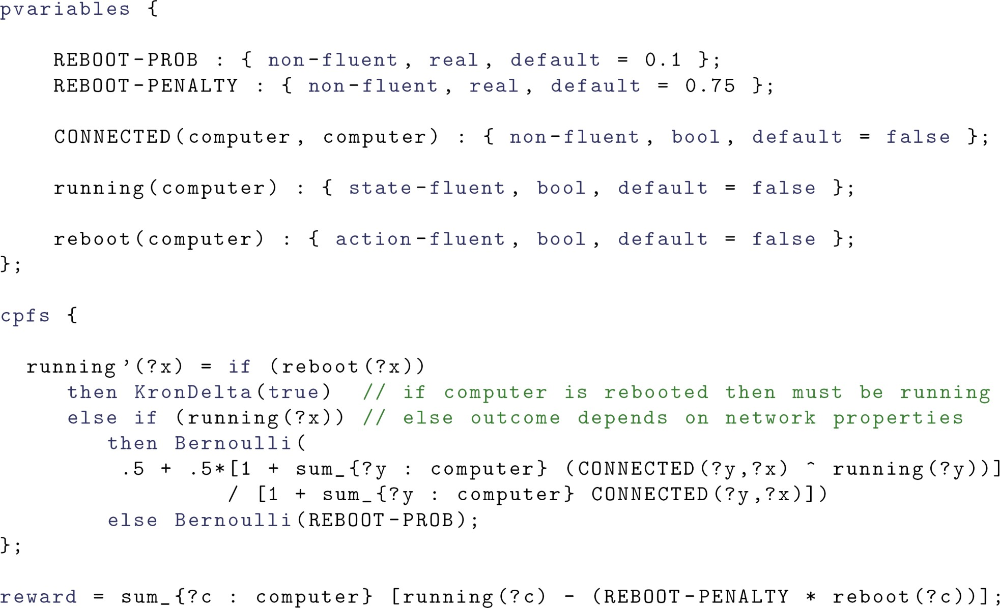 pvariables {
REBOOT-PROB : { non-fluent, real, default = 0.1 };
REBOOT-PENALTY : { non-fluent, real, default = 0.75 };
CONNECTED(computer, computer) : { non-fluent, bool, default = false };
running(computer) : { state-fluent, bool, default = false };
reboot(computer) : { action-fluent, bool, default = false };
};
cpfs {
running’(?x) = if (reboot(?x))
then KronDelta(true) // if computer is rebooted then must be running
else if (running(?x)) // else outcome depends on network properties
then Bernoulli(
.5 + .5*[1 + sum_{?y : computer} (CONNECTED(?y,?x) ^ running(?y))]
/ [1 + sum_{?y : computer} CONNECTED(?y,?x)])
else Bernoulli(REBOOT-PROB);
};
reward = sum_{?c : computer} [running(?c) - (REBOOT-PENALTY * reboot(?c))];